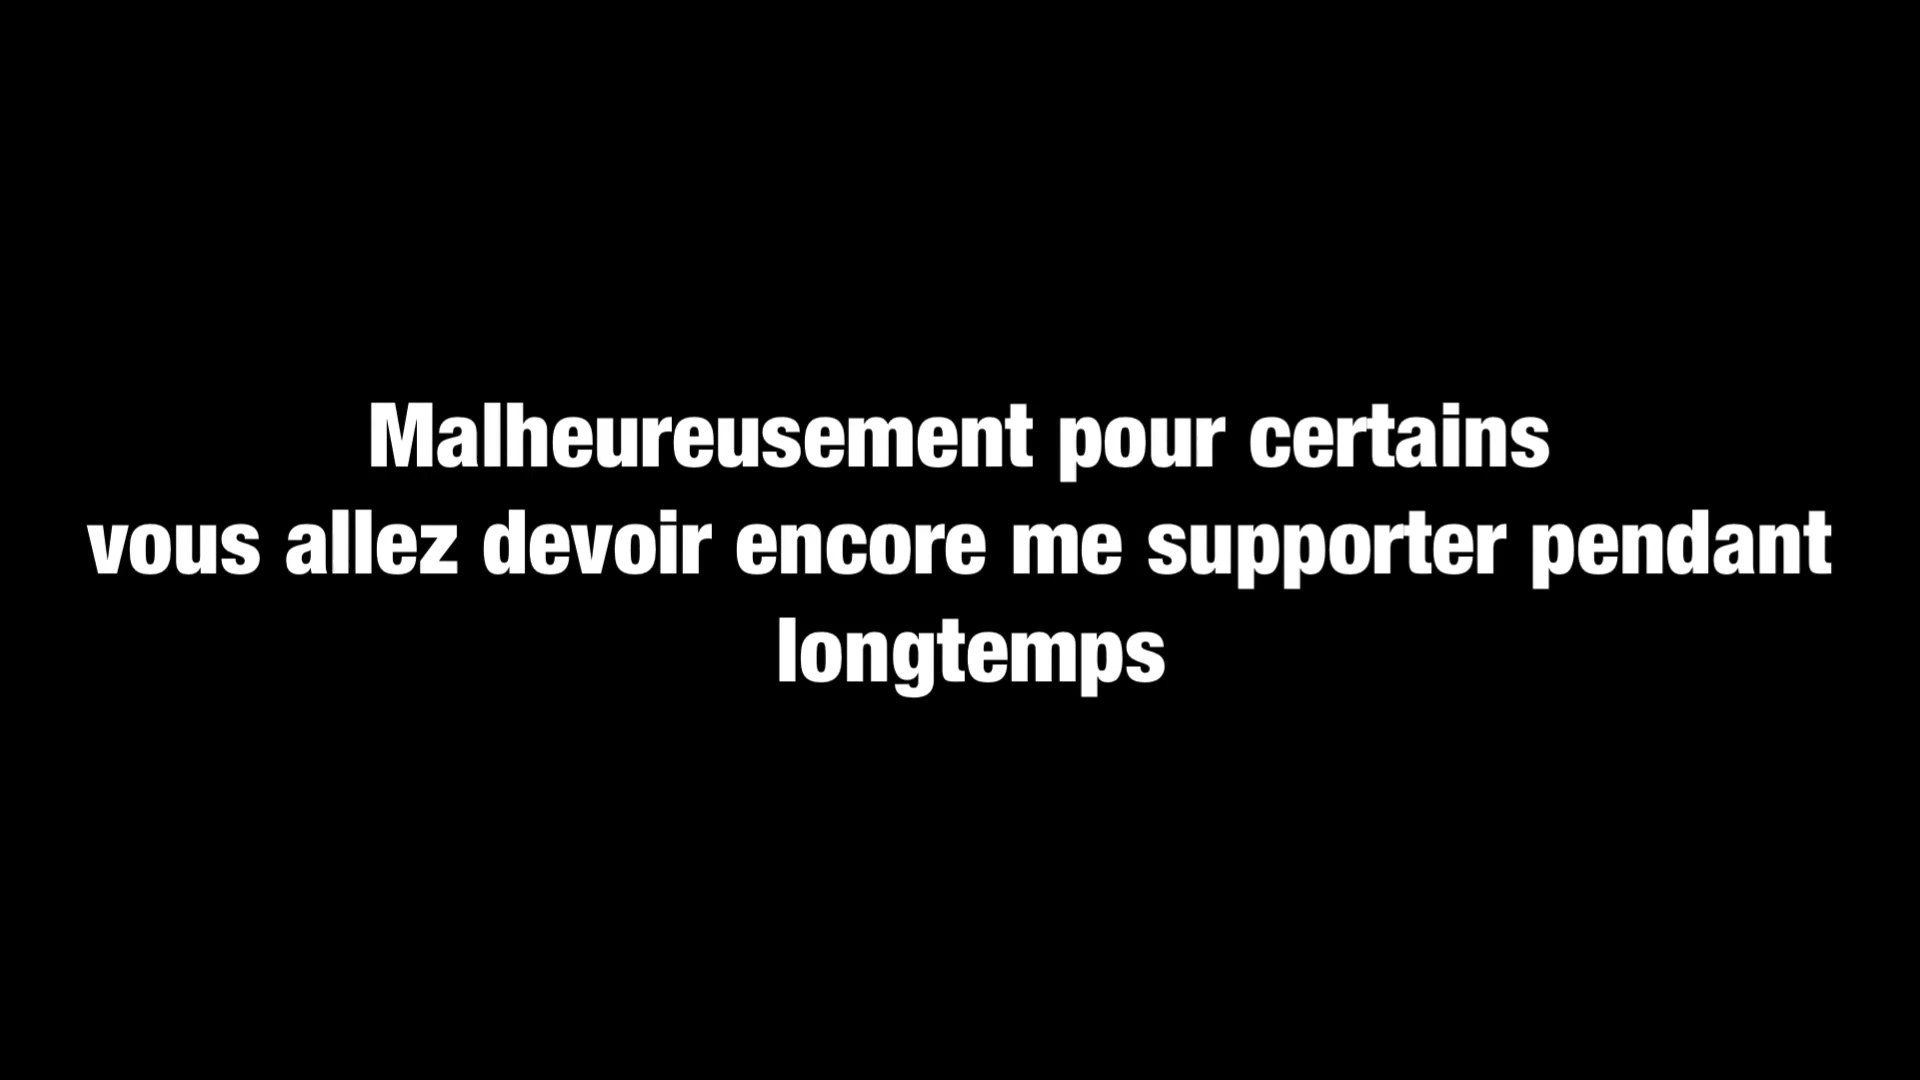 Malheureusement pour certains
vous allez devoir encore me supporter pendant
longtemps